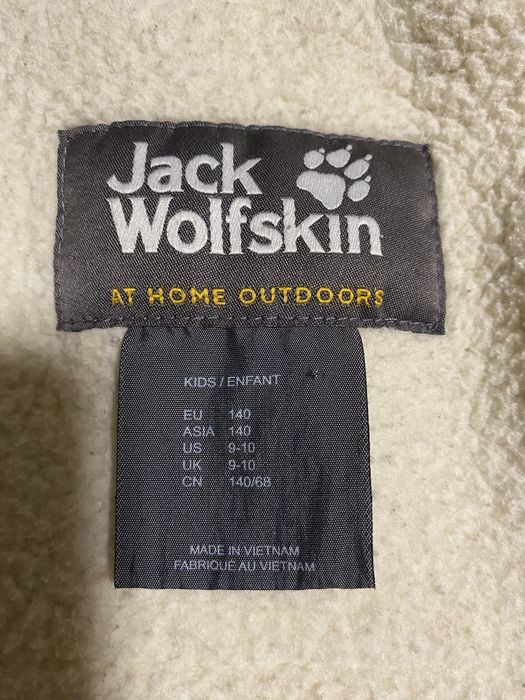 Jack
Wolfskin
AT HOME OUTDOORS
KIDS / ENFANT
EU 140
ASIA 140
US 9-10
UK 9-10
CN 140/68
MADE IN VIETNAM
FABRIQUE AU VIETNAM